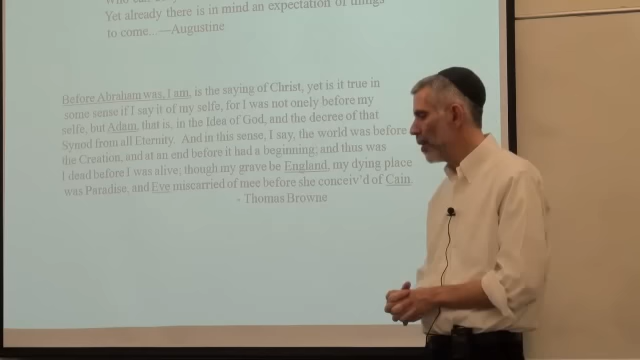 Yet already there is in mind an expectation of things
to come...—Augustine
Before Abraham was, I am, is the saying of Christ, yet is it true in
some sense if I say it of my selfe, for I was not onely before my
selfe, but Adam, that is, in the Idea of God, and the decree of that
Synod from all Eternity. And in this sense, I say, the world was before
the Creation, and at an end before it had a beginning; and thus was
I dead before I was alive; though my grave be England, my dying place
was Paradise, and Eve miscarried of mee before she conceiv'd of Cain.
- Thomas Browne